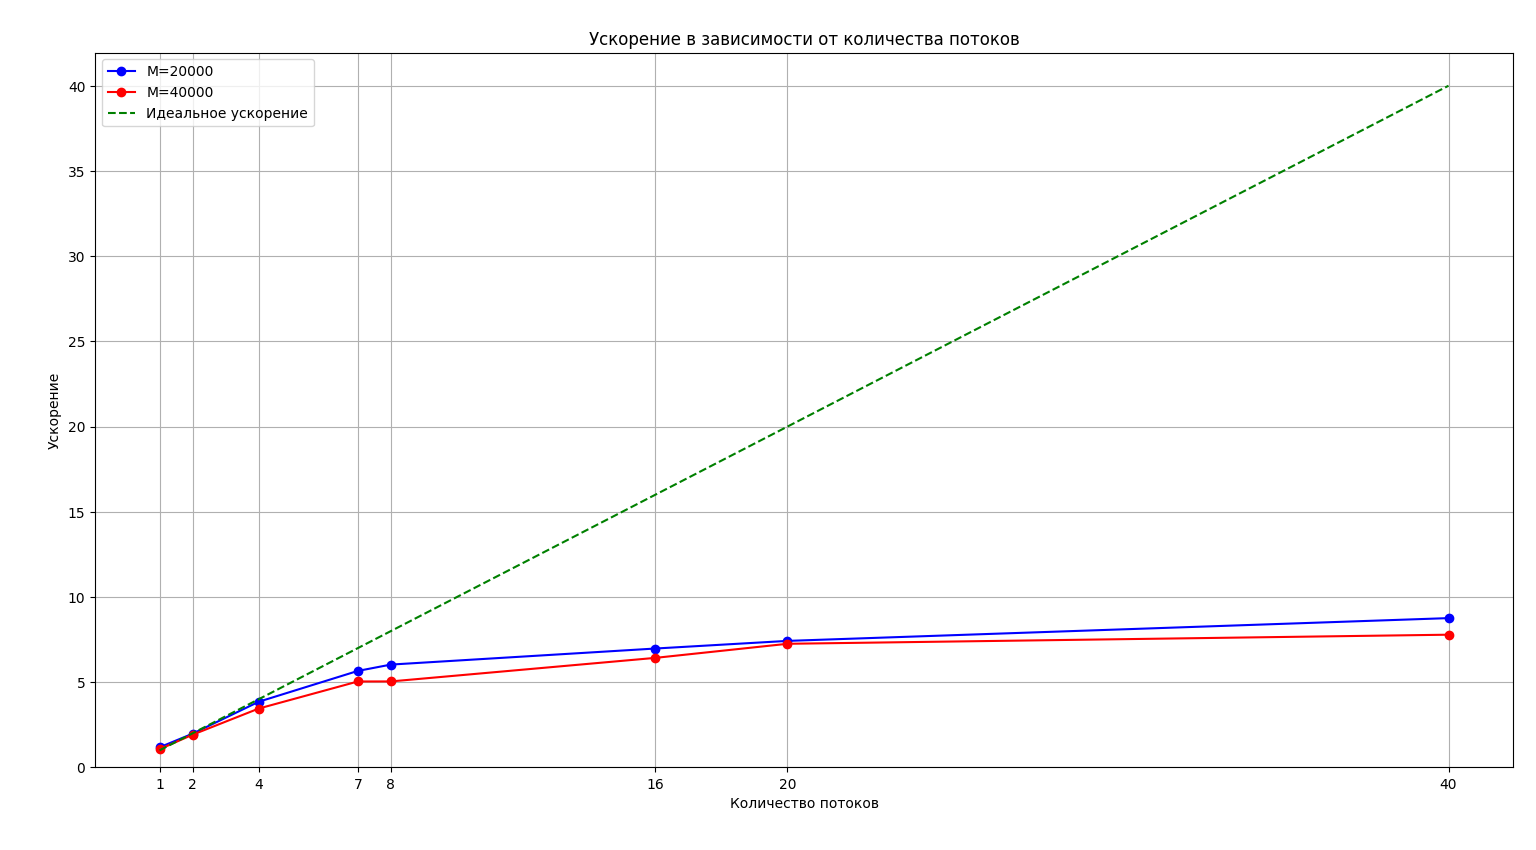 Ускорение в зависимости от количества потоков
M=20000
M=40000
Идеальное ускорение
40
35
30
25
20
15
10
5
0
Ускорение
1 2 4 7 8 16 20 40
Количество потоков